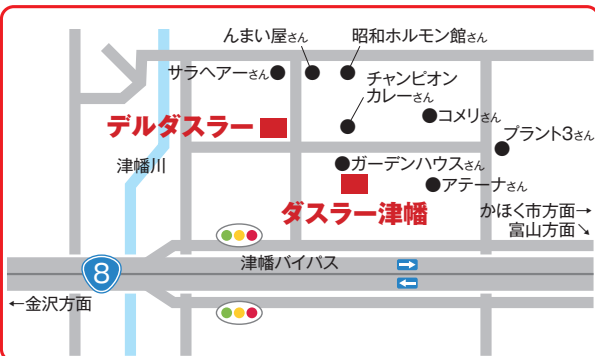 んまい屋さん
昭和ホルモン館さん
サラヘアーさん
チャンピオン
カレーさん
コメリさん
デルダスラー
プラント3さん
津幡川
ガーデンハウスさん
アテーナさん
ダスラー津幡
かほく市方面→
富山方面↘
津幡バイパス
8
←金沢方面